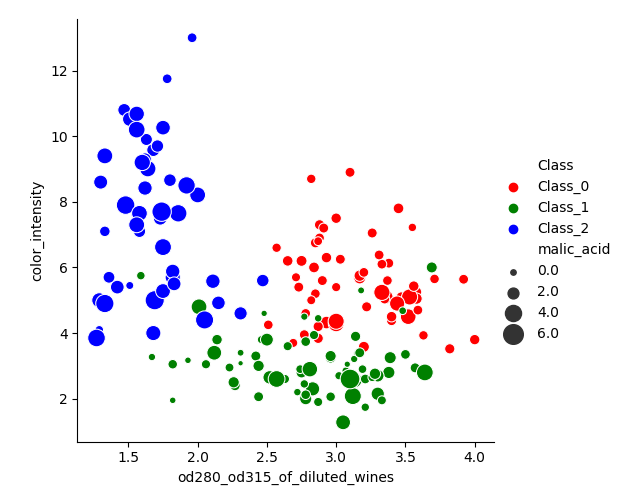 12
10
8
6
4
2
color_intensity
1.5 2.0 2.5 3.0 3.5 4.0
od280_od315_of_diluted_wines
Class
Class_0
Class_1
Class_2
malic_acid
0.0
2.0
4.0
6.0